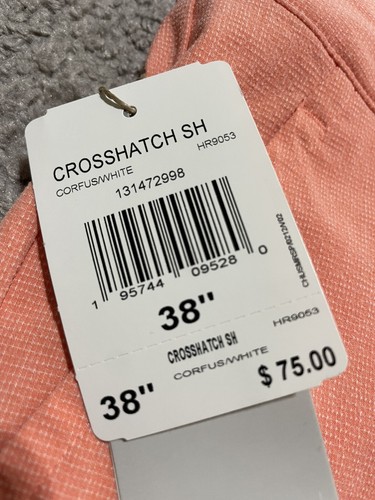 CROSSHATCH SH
CORFUS/WHITE HR9053
131472998
1 95744 09528 0
38"
HR9053
CROSSHATCH SH
CORFUS/WHITE
38" $75.00